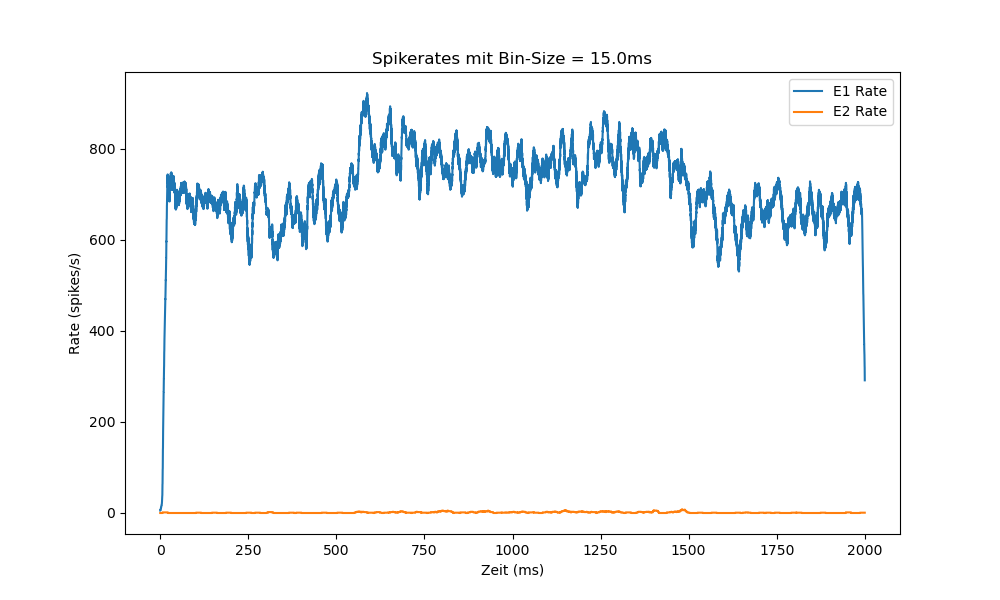 Spikerates mit Bin-Size = 15.0ms
E1 Rate
E2 Rate
800
600
400
200
0
Rate (spikes/s)
0 250 500 750 1000 1250 1500 1750 2000
Zeit (ms)